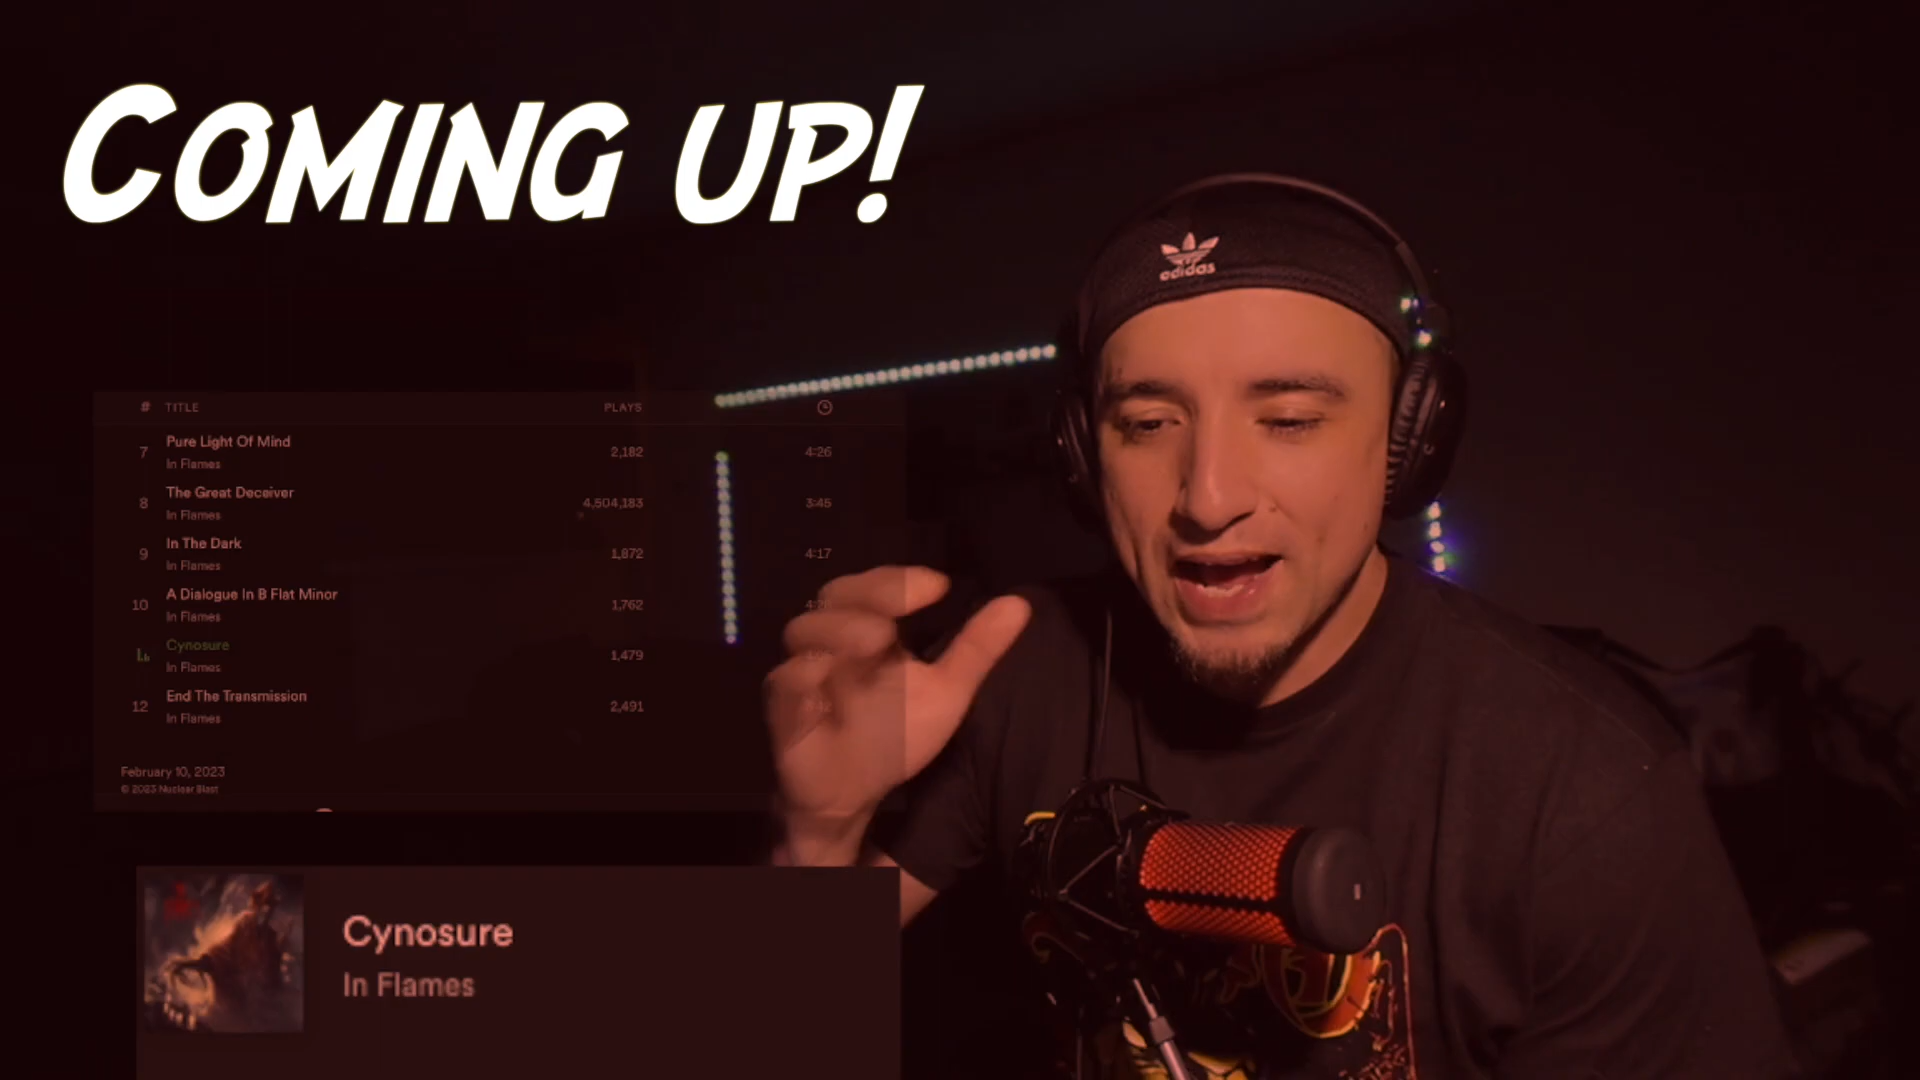 COMING UP!
adidas
# TITLE PLAYS
7 Pure Light Of Mind 2,182 4:26
In Flames
8 The Great Deceiver 4,504,183 3:45
In Flames
9 In The Dark 1,872 4:17
In Flames
10 A Dialogue In B Flat Minor 1,762
In Flames
Cynosure 1,479
In Flames
12 End The Transmission 2,491
In Flames
February 10, 2023
© 2023 Nuclear Blast
Cynosure
In Flames